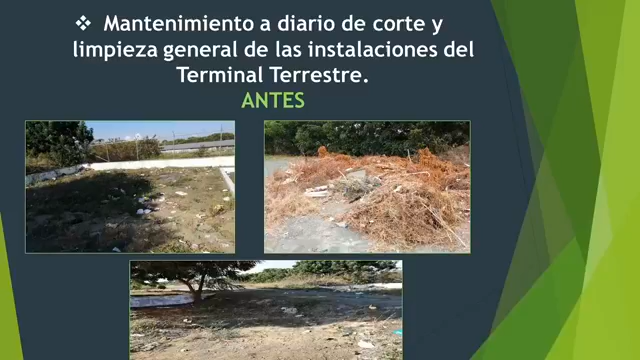 ❖ Mantenimiento a diario de corte y
limpieza general de las instalaciones del
Terminal Terrestre.
ANTES